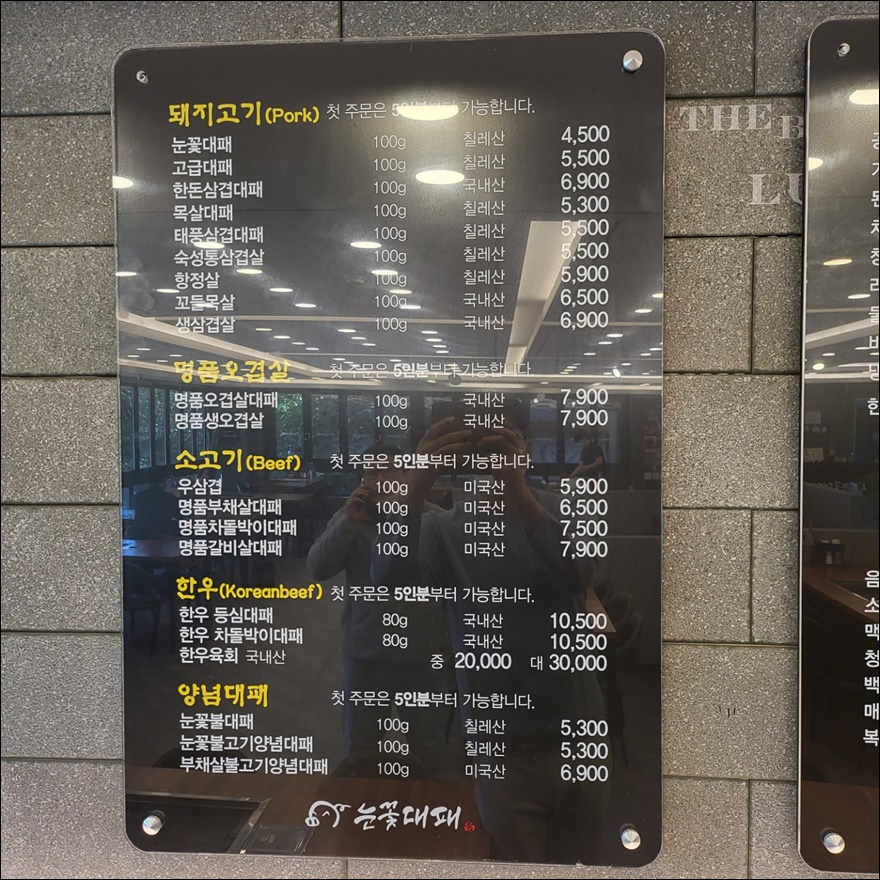 돼지고기(Pork) 첫 주문은 5인분부터 가능합니다.
눈꽃대패 100g 칠레산 4,500
고급대패 100g 칠레산 5,500
한돈삼겹대패 100g 국내산 6,900
목살대패 100g 칠레산 5,300
태풍삼겹대패 100g 칠레산 5,500
숙성통삼겹살 100g 칠레산 5,500
항정살 100g 칠레산 5,900
꼬들목살 100g 국내산 6,500
생삼겹살 100g 국내산 6,900
명품오겹살 첫 주문은 5인분부터 가능합니다.
명품오겹살대패 100g 국내산 7,900
명품생오겹살 100g 국내산 7,900
소고기(Beef) 첫 주문은 5인분부터 가능합니다.
우삼겹 100g 미국산 5,900
명품부채살대패 100g 미국산 6,500
명품차돌박이대패 100g 미국산 7,500
명품갈비살대패 100g 미국산 7,900
한우(Koreanbeef) 첫 주문은 5인분부터 가능합니다.
한우 등심대패 80g 국내산 10,500
한우 차돌박이대패 80g 국내산 10,500
한우육회 국내산 중 20,000 대 30,000
양념대패 첫 주문은 5인분부터 가능합니다.
눈꽃불대패 100g 칠레산 5,300
눈꽃불고기양념대패 100g 칠레산 5,300
부채살불고기양념대패 100g 미국산 6,900
눈꽃대패
THE B
LU
음
소
맥
청
백
매
복